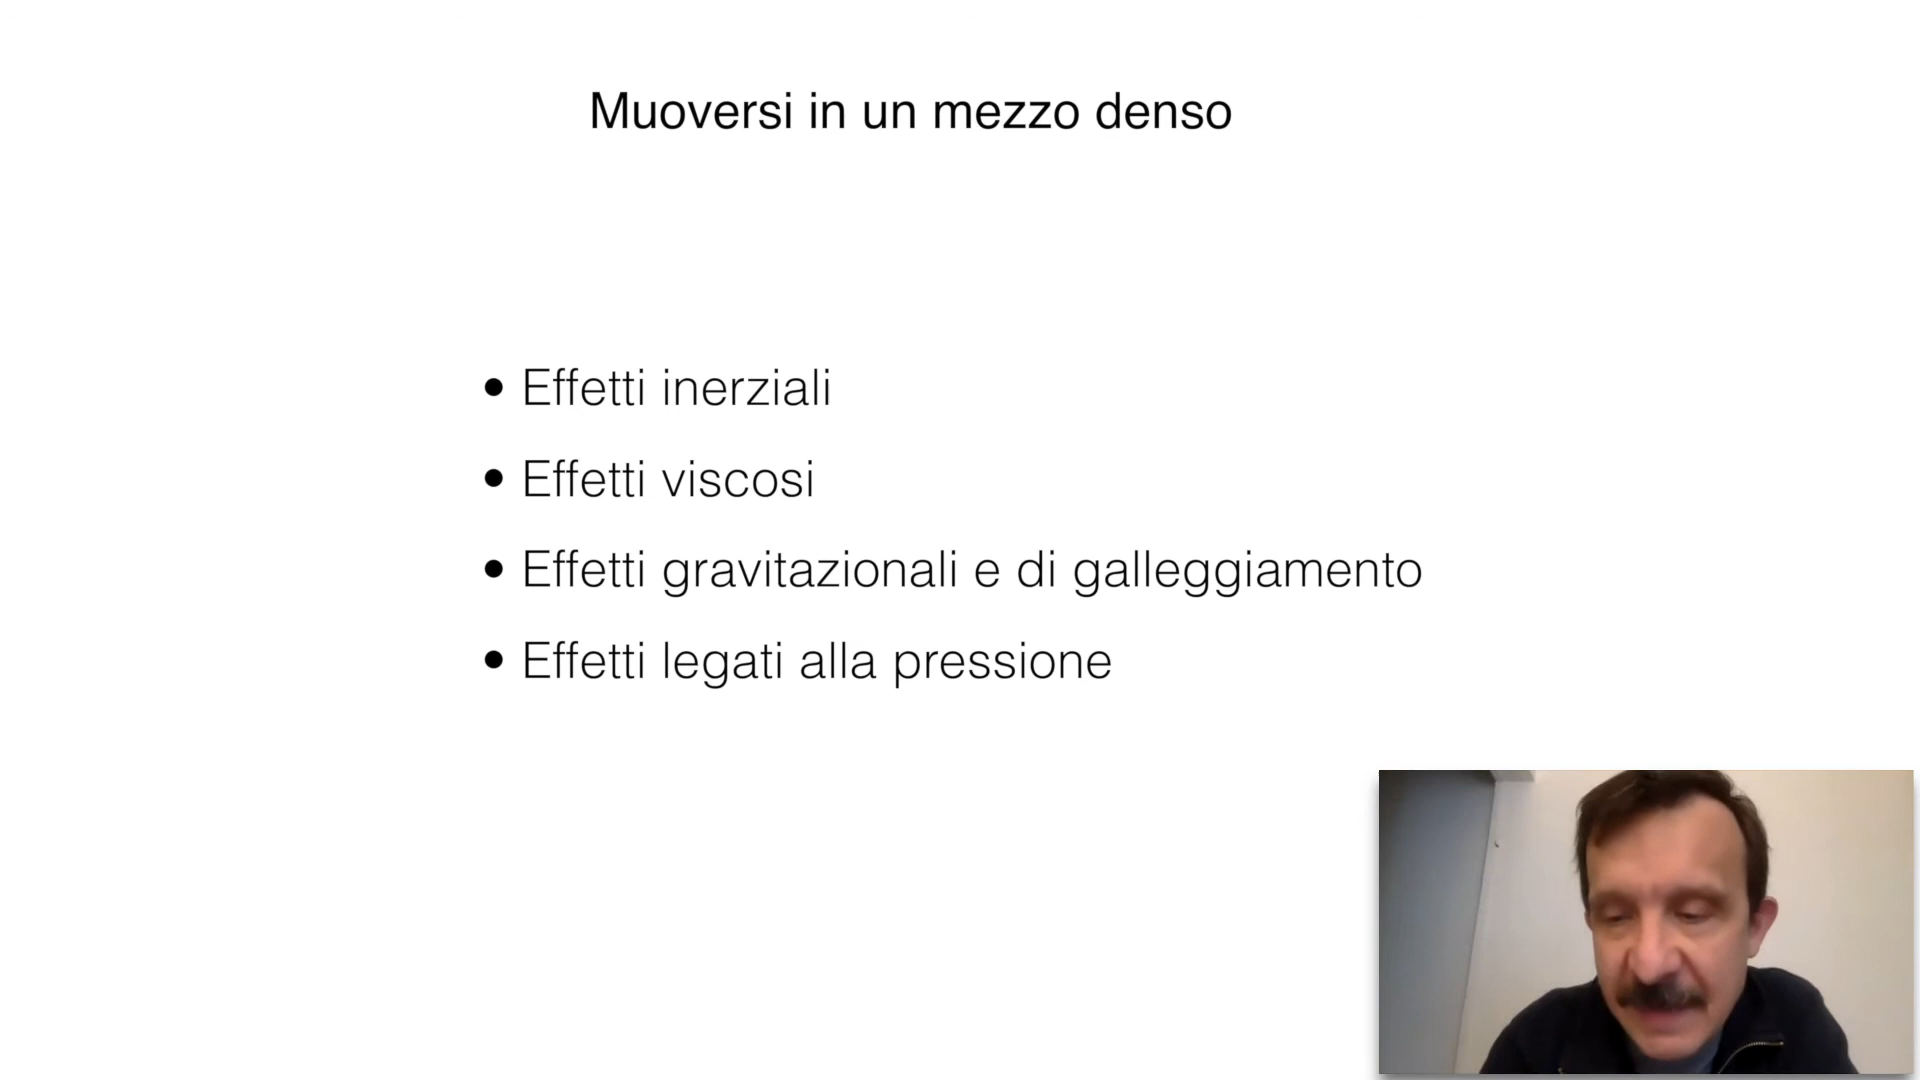 Muoversi in un mezzo denso
• Effetti inerziali
• Effetti viscosi
• Effetti gravitazionali e di galleggiamento
• Effetti legati alla pressione